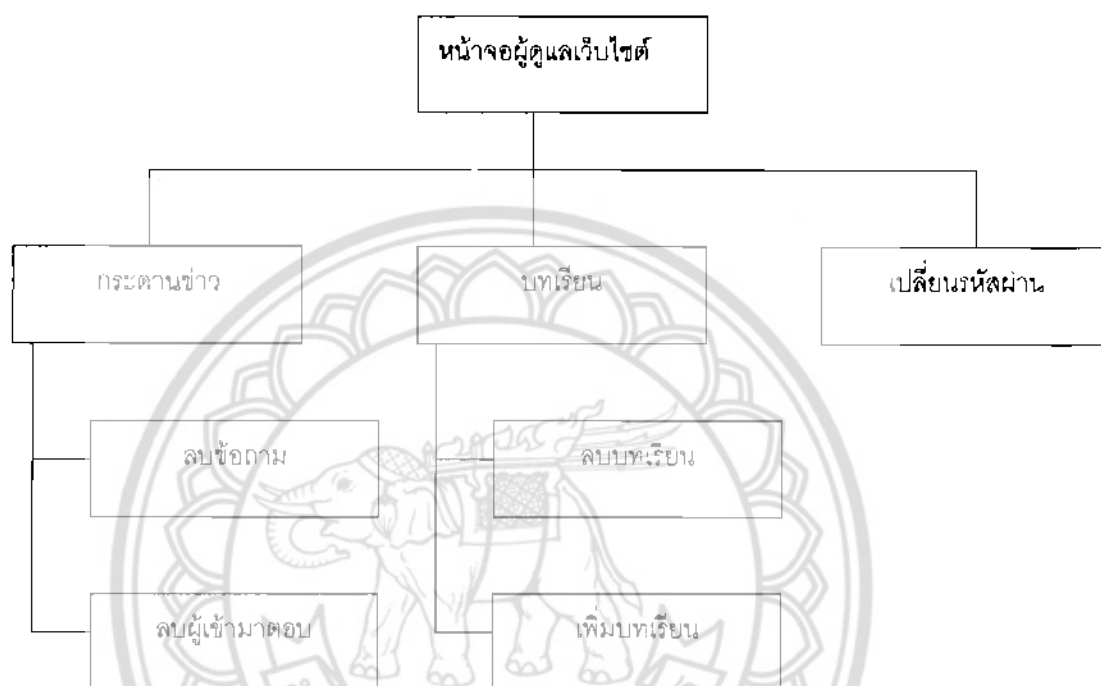 หน้าจอผู้ดูแลเว็บไซต์
กระดานข่าว
บทเรียน
เปลี่ยนรหัสผ่าน
ลบข้อถาม
ลบบทเรียน
ลบผู้เข้ามาตอบ
เพิ่มบทเรียน